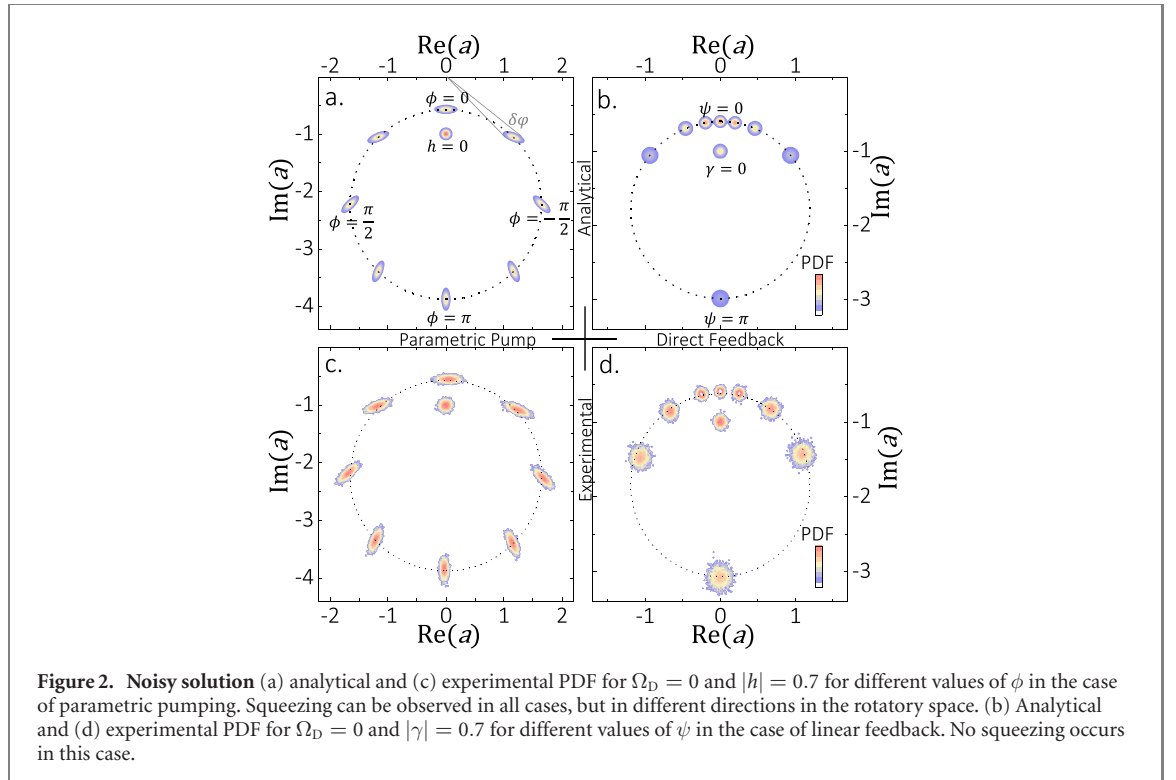 Re(a)
-2 -1 0 1 2
-1 0 1
a.
ϕ = 0
δφ
h = 0
ϕ = π/2
ϕ = −π/2
ϕ = π
Im(a)
-1
-2
-3
-4
b.
ψ = 0
γ = 0
ψ = π
PDF
Im(a)
-1
-2
-3
Analytical
Parametric Pump
Direct Feedback
Experimental
c.
Im(a)
-1
-2
-3
-4
d.
PDF
Im(a)
-1
-2
-3
-2 -1 0 1 2
-1 0 1
Re(a)
Re(a)
Re(a)
Figure 2. Noisy solution (a) analytical and (c) experimental PDF for Ω_D = 0 and |h| = 0.7 for different values of ϕ in the case
of parametric pumping. Squeezing can be observed in all cases, but in different directions in the rotatory space. (b) Analytical
and (d) experimental PDF for Ω_D = 0 and |γ| = 0.7 for different values of ψ in the case of linear feedback. No squeezing occurs
in this case.